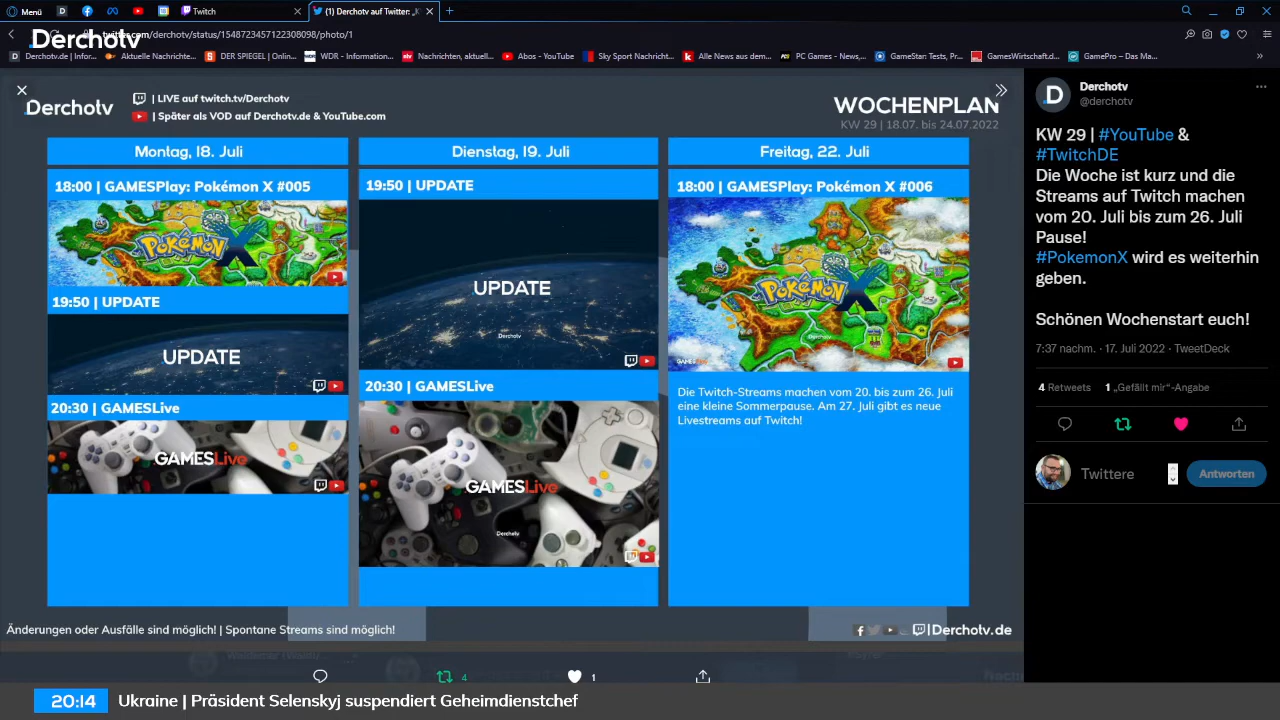 Menü
Twitch
(1) Derchotv auf Twitter: „K
Derchotv
twitter.com/derchotv/status/1548723457122308098/photo/1
Derchotv.de | Infor...
Aktuelle Nachrichte...
DER SPIEGEL | Onlin...
WDR - Information...
Nachrichten, aktuell...
Abos – YouTube
Sky Sport Nachricht...
Alle News aus dem...
PC Games - News,...
GameStar: Tests, Pr...
GamesWirtschaft.d...
GamePro – Das Ma...
Derchotv
| LIVE auf twitch.tv/Derchotv
| Später als VOD auf Derchotv.de & YouTube.com
WOCHENPLAN
KW 29 | 18.07. bis 24.07.2022
Montag, 18. Juli
18:00 | GAMESPlay: Pokémon X #005
POKéMON X
19:50 | UPDATE
UPDATE
20:30 | GAMESLive
GAMESLive
Dienstag, 19. Juli
19:50 | UPDATE
UPDATE
Derchotv
20:30 | GAMESLive
GAMESLive
Derchotv
Freitag, 22. Juli
18:00 | GAMESPlay: Pokémon X #006
POKéMON X
Derchotv
Die Twitch-Streams machen vom 20. bis zum 26. Juli
eine kleine Sommerpause. Am 27. Juli gibt es neue
Livestreams auf Twitch!
Änderungen oder Ausfälle sind möglich! | Spontane Streams sind möglich!
|Derchotv.de
4
1
Derchotv
@derchotv
KW 29 | #YouTube &
#TwitchDE
Die Woche ist kurz und die
Streams auf Twitch machen
vom 20. Juli bis zum 26. Juli
Pause!
#PokemonX wird es weiterhin
geben.
Schönen Wochenstart euch!
7:37 nachm. · 17. Juli 2022 · TweetDeck
4 Retweets 1 „Gefällt mir“-Angabe
Twittere
Antworten
20:14
Ukraine | Präsident Selenskyj suspendiert Geheimdienstchef